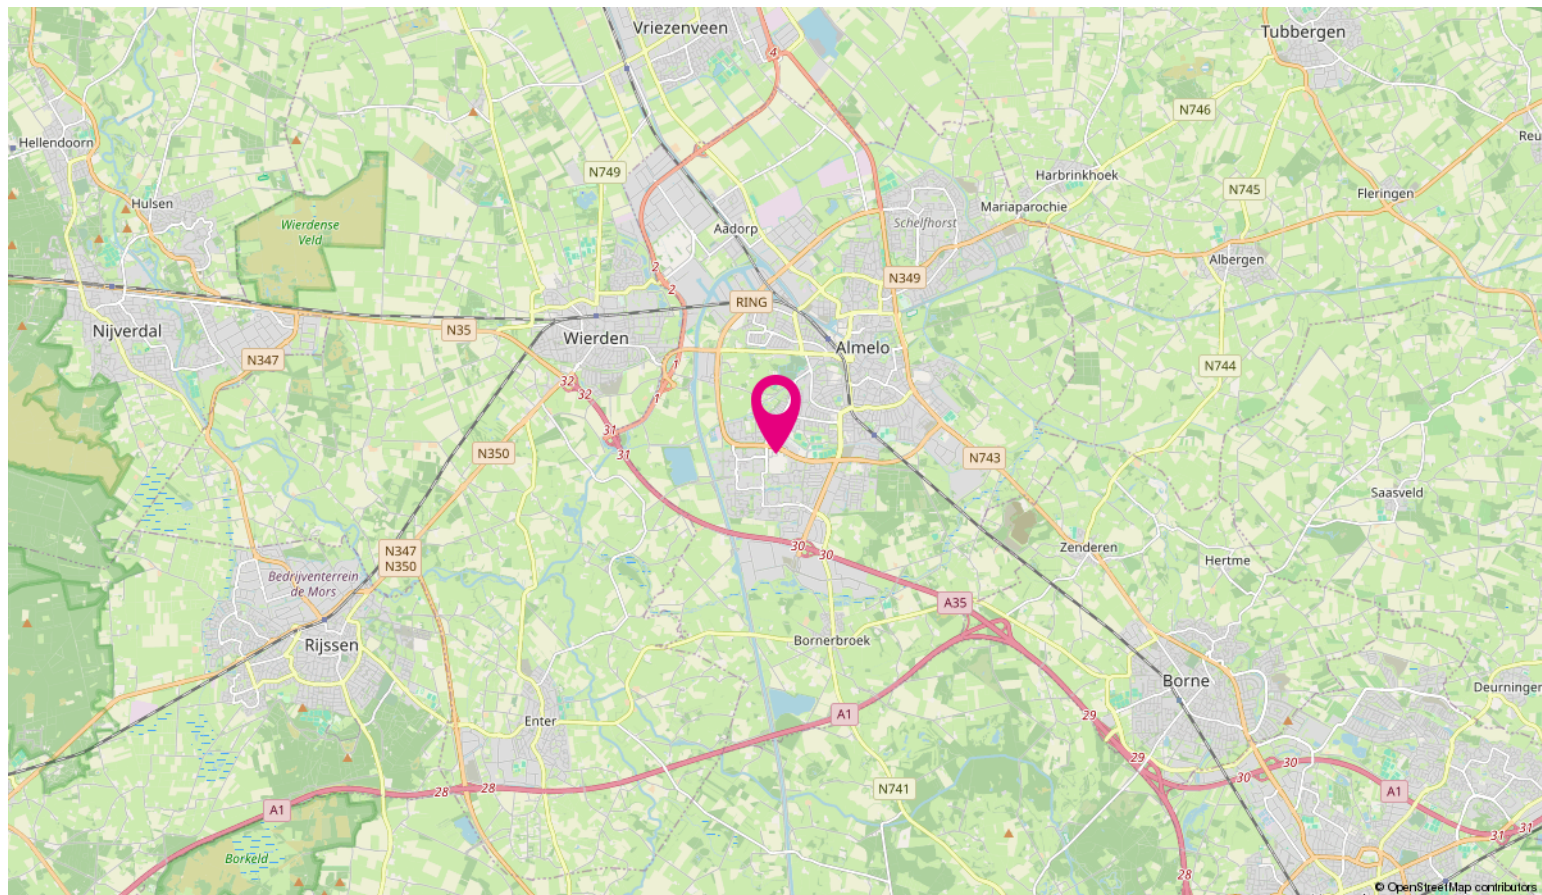 Vriezenveen
4
Tubbergen
N746
Hellendoorn
Reu
N749
Harbrinkhoek
N745
Fleringen
Hulsen
Mariaparochie
Wierdense
Veld
Schelfhorst
Aadorp
Albergen
2
2
N349
RING
Nijverdal
N35
Wierden
Almelo
N347
1
N744
32
32
1
31
31
N350
N743
Saasveld
30
30
Zenderen
Hertme
N347
N350
Bedrijventerrein
de Mors
A35
Rijssen
Bornerbroek
Borne
Deurningen
Enter
A1
29
29
30
30
28
28
N741
A1
A1
31
31
Borkeld
28
© OpenStreetMap contributors